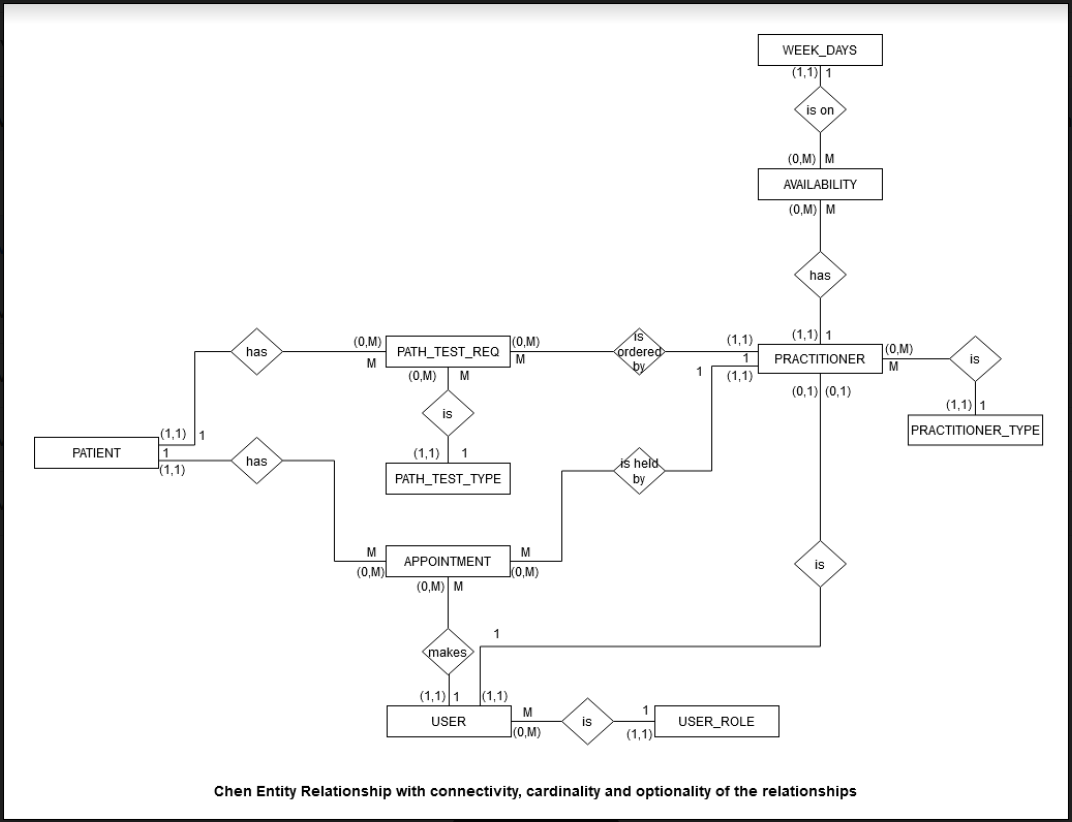 WEEK_DAYS
(1,1) 1
is on
(0,M) M
AVAILABILITY
(0,M) M
has
(1,1) 1
PRACTITIONER
(0,M)
M
is
(1,1) 1
PRACTITIONER_TYPE
(0,1) (0,1)
(1,1)
1
(1,1)
1
is
ordered
by
(0,M)
M
PATH_TEST_REQ
(0,M)
M
has
(0,M) M
is
(1,1) 1
PATH_TEST_TYPE
(1,1) 1
PATIENT
1
(1,1)
has
is held
by
M
(0,M)
APPOINTMENT
M
(0,M)
(0,M) M
is
makes
1
(1,1) 1 (1,1)
USER
M
(0,M)
is
1
(1,1)
USER_ROLE
Chen Entity Relationship with connectivity, cardinality and optionality of the relationships